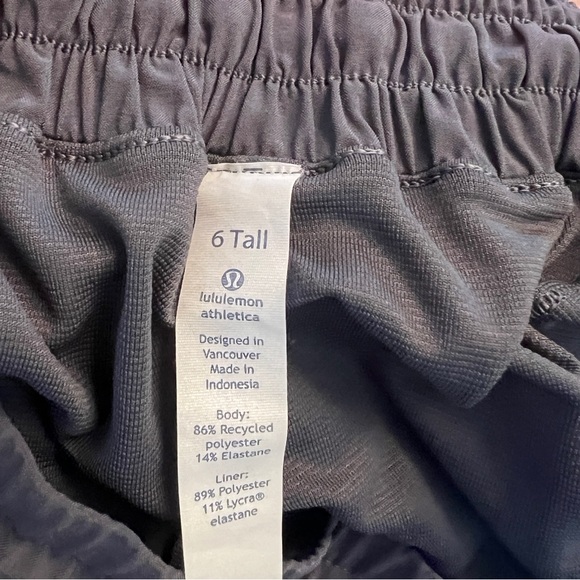 6 Tall
lululemon
athletica
Designed in
Vancouver
Made in
Indonesia
Body:
86% Recycled
polyester
14% Elastane
Liner:
89% Polyester
11% Lycra®
elastane